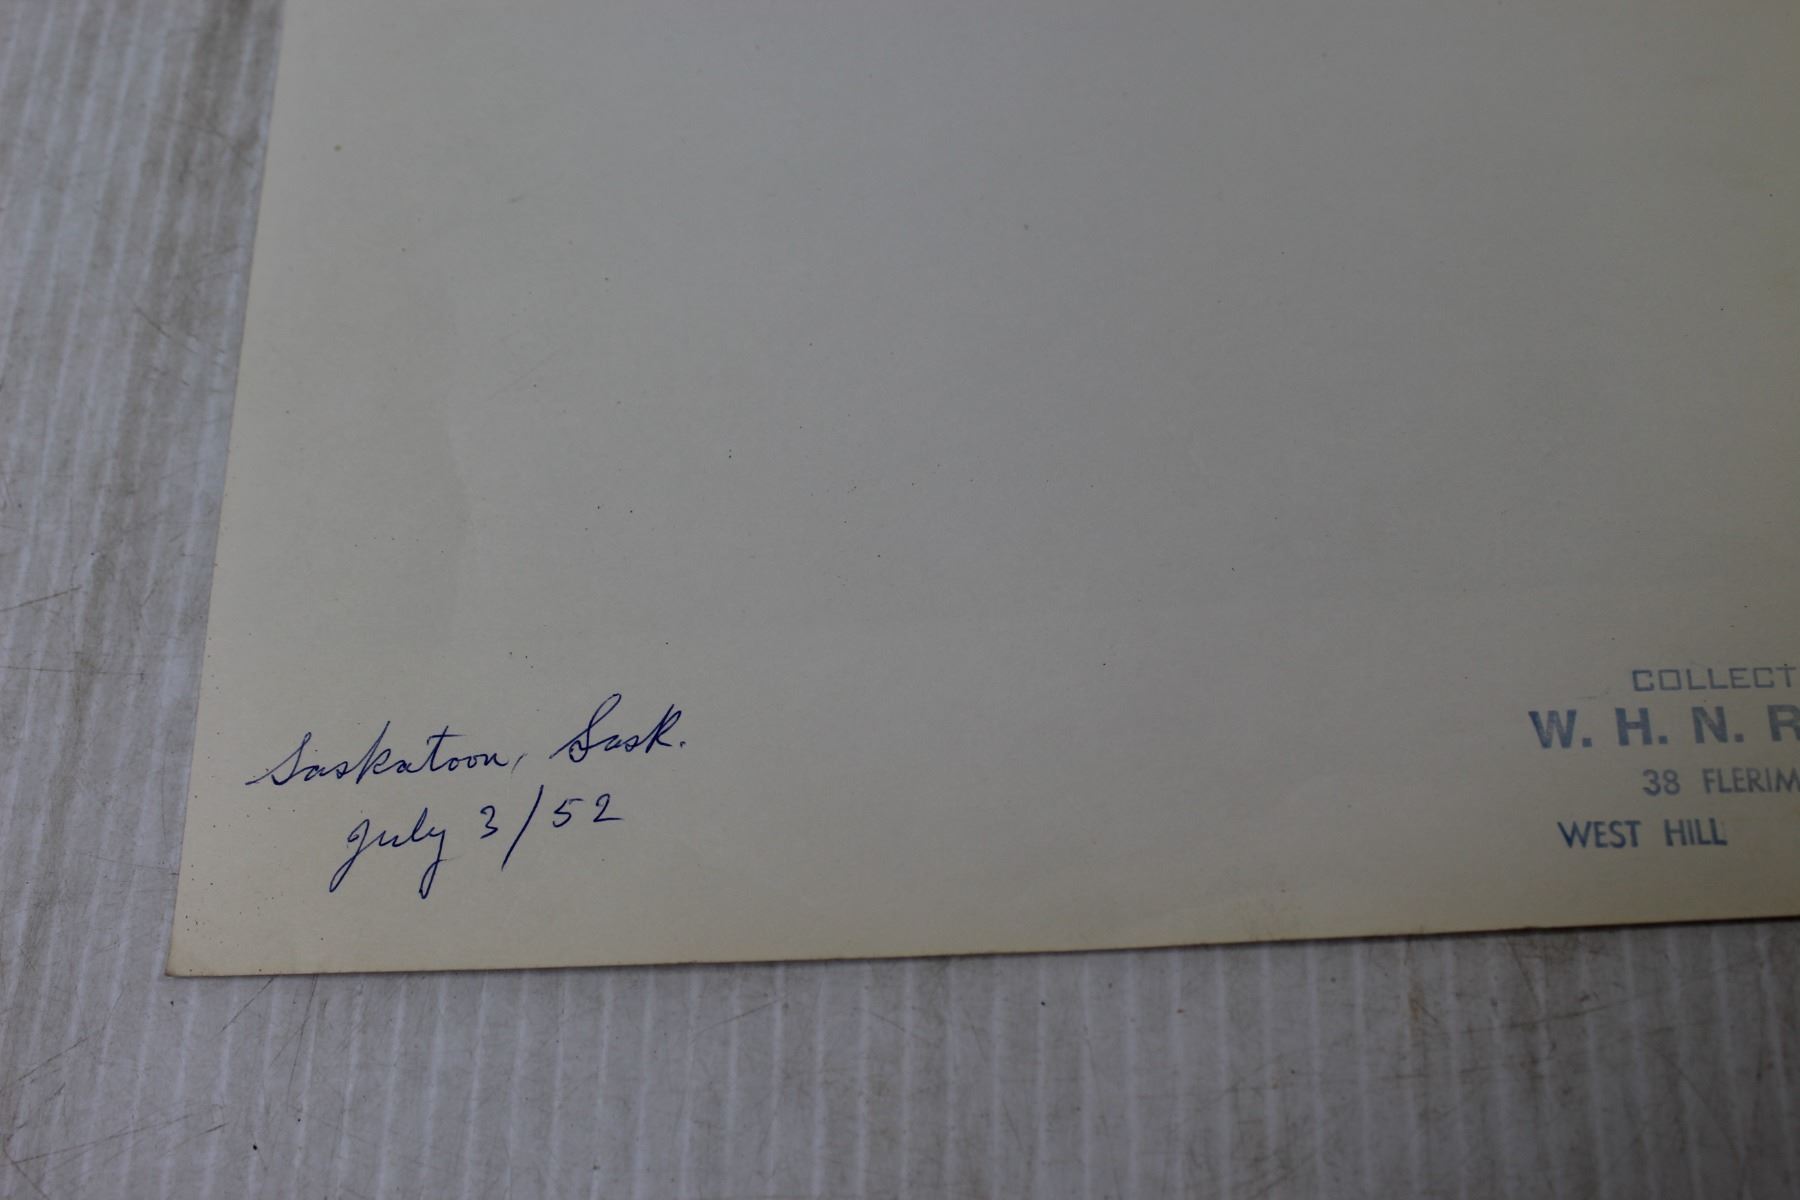 Saskatoon, Sask.
July 3/52
COLLECT
W. H. N. R
38 FLERIM
WEST HILL